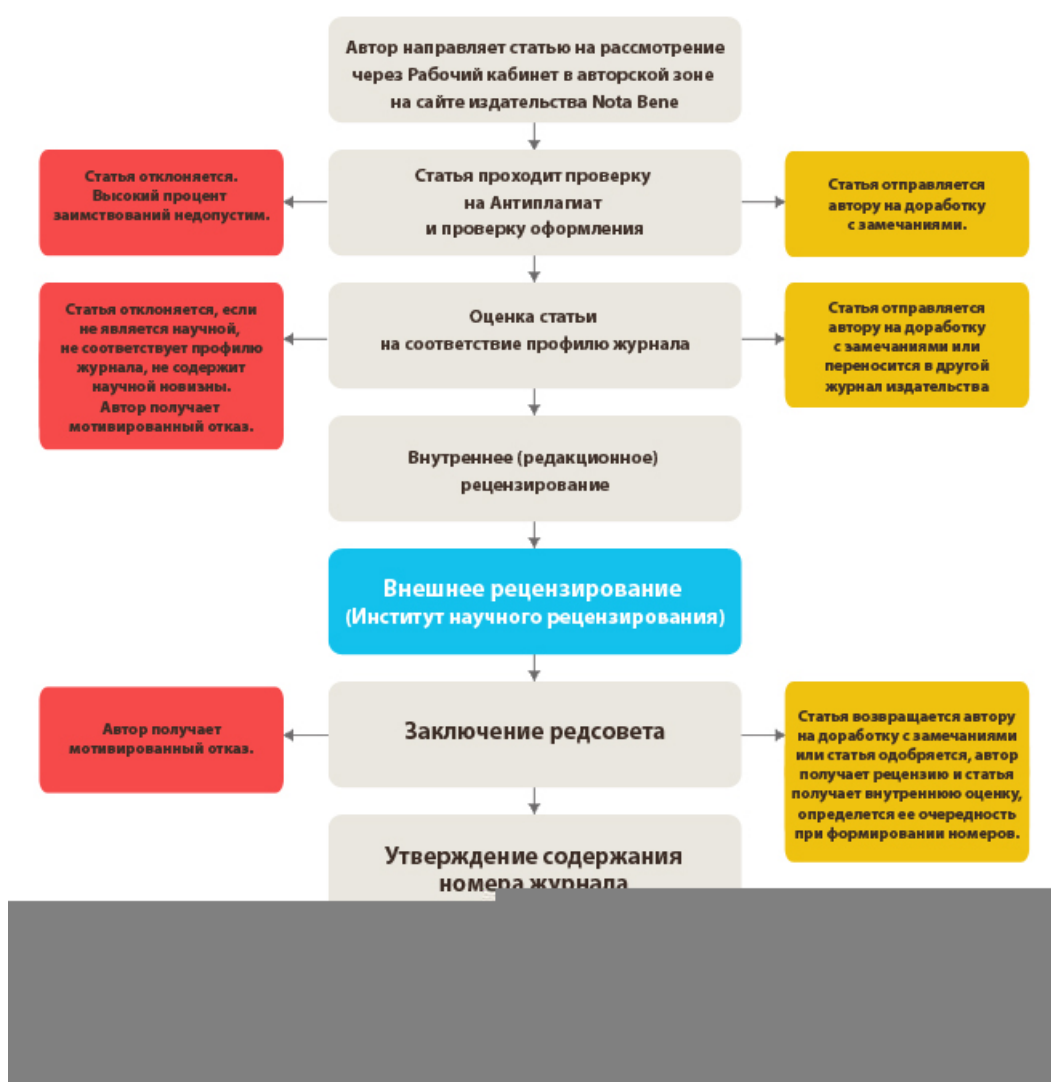 Автор направляет статью на рассмотрение
через Рабочий кабинет в авторской зоне
на сайте издательства Nota Bene
Статья отклоняется.
Высокий процент
заимствований недопустим.
Статья проходит проверку
на Антиплагиат
и проверку оформления
Статья отправляется
автору на доработку
с замечаниями.
Статья отклоняется, если
не является научной,
не соответствует профилю
журнала, не содержит
научной новизны.
Автор получает
мотивированный отказ.
Оценка статьи
на соответствие профилю журнала
Статья отправляется
автору на доработку
с замечаниями или
переносится в другой
журнал издательства
Внутреннее (редакционное)
рецензирование
Внешнее рецензирование
(Институт научного рецензирования)
Автор получает
мотивированный отказ.
Заключение редсовета
Статья возвращается автору
на доработку с замечаниями
или статья одобряется, автор
получает рецензию и статья
получает внутреннюю оценку,
определется ее очередность
при формировании номеров.
Утверждение содержания
номера журнала